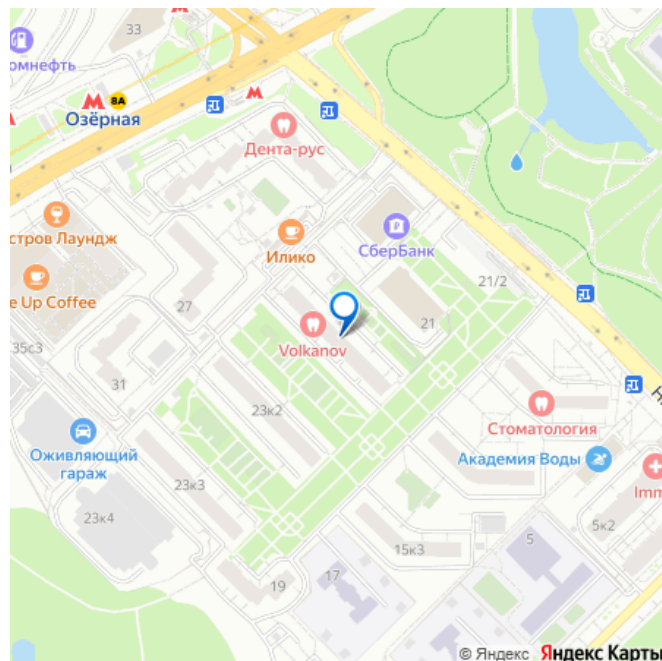 33
омнефть
8А
Озёрная
Дента-рус
стров Лаундж
Илико
СберБанк
e Up Coffee
21/2
27
21
35с3
Volkanov
31
23к2
Стоматология
Оживляющий
гараж
Академия Воды
Imm
23к3
23к4
5к2
5
15к3
17
19
© Яндекс Яндекс Карты